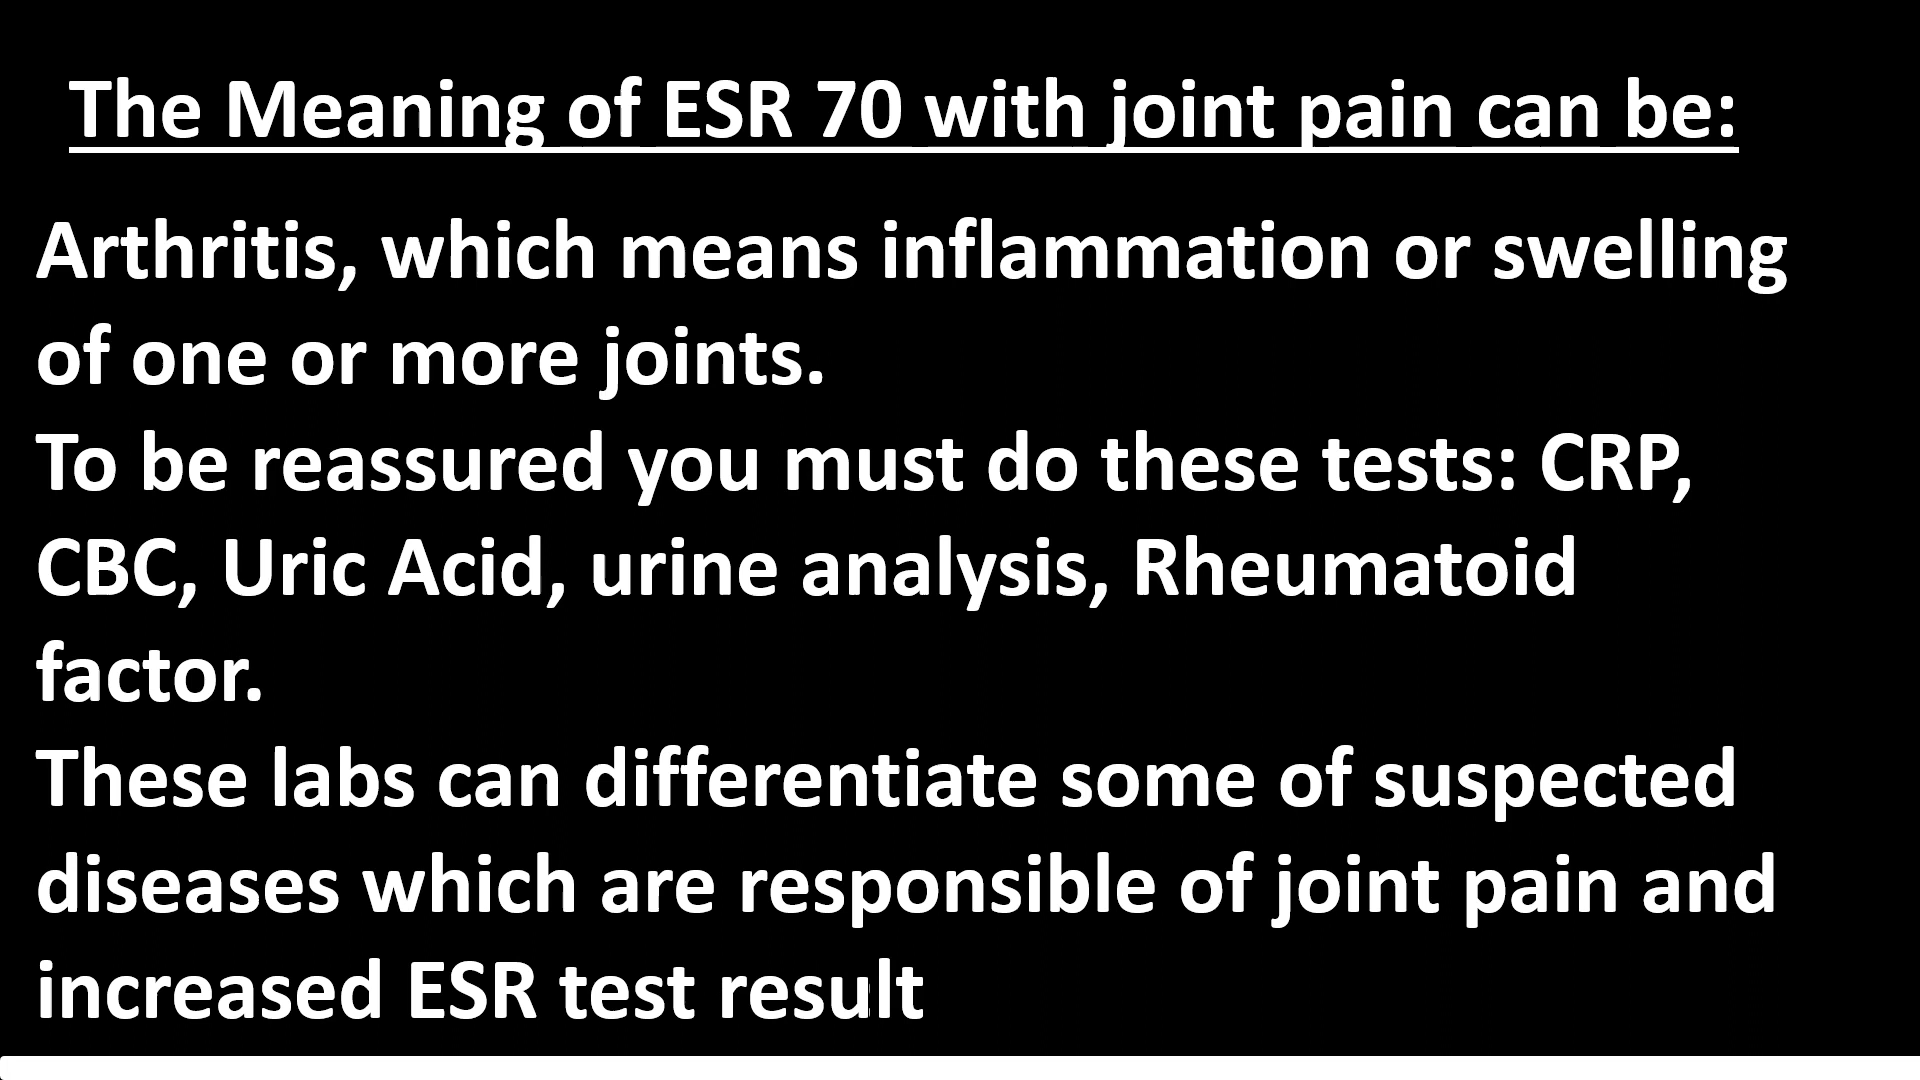 The Meaning of ESR 70 with joint pain can be:
Arthritis, which means inflammation or swelling
of one or more joints.
To be reassured you must do these tests: CRP,
CBC, Uric Acid, urine analysis, Rheumatoid
factor.
These labs can differentiate some of suspected
diseases which are responsible of joint pain and
increased ESR test result